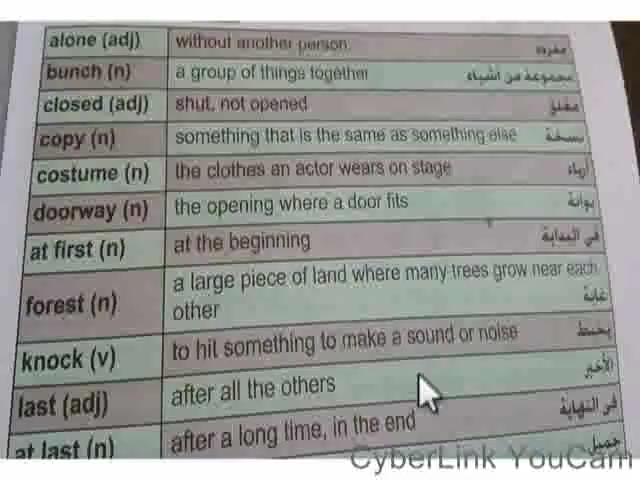 alone (adj) without another person. بمفرده
bunch (n) a group of things together مجموعة من أشياء
closed (adj) shut, not opened مغلق
copy (n) something that is the same as something else نسخة
costume (n) the clothes an actor wears on stage أزياء
doorway (n) the opening where a door fits بوابة
at first (n) at the beginning فى البداية
forest (n) a large piece of land where many trees grow near each
other غابة
knock (v) to hit something to make a sound or noise يخبط
last (adj) after all the others الأخير
at last (n) after a long time, in the end فى النهاية
جميل
CyberLink YouCam